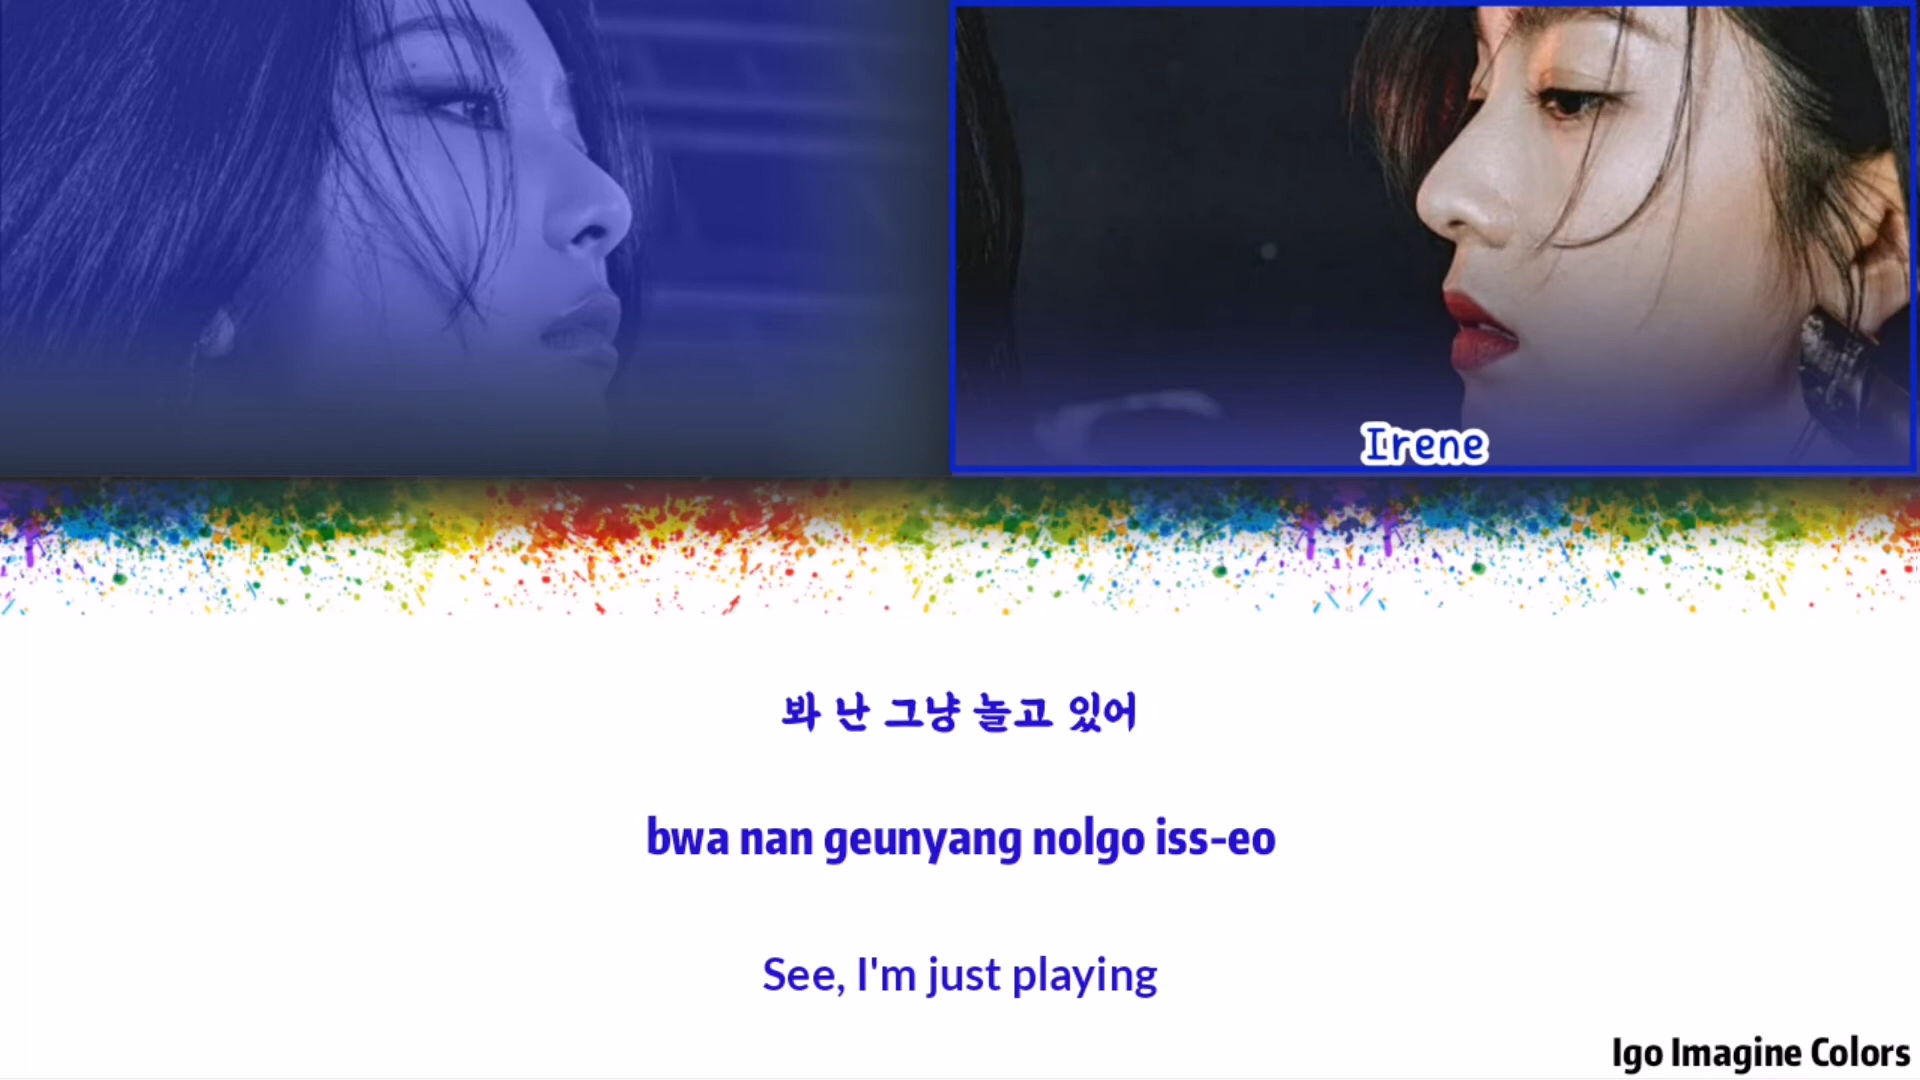 Irene
봐 난 그냥 놀고 있어
bwa nan geunyang nolgo iss-eo
See, I'm just playing
Igo Imagine Colors